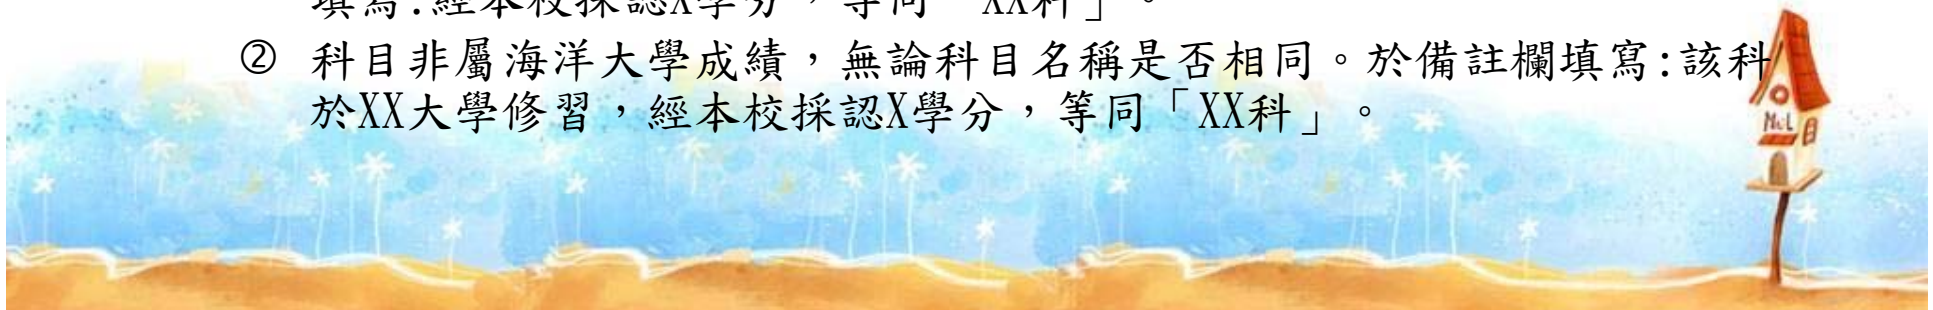 填寫:經本校採認X學分，等同「XX科」。
② 科目非屬海洋大學成績，無論科目名稱是否相同。於備註欄填寫:該科
於XX大學修習，經本校採認X學分，等同「XX科」。